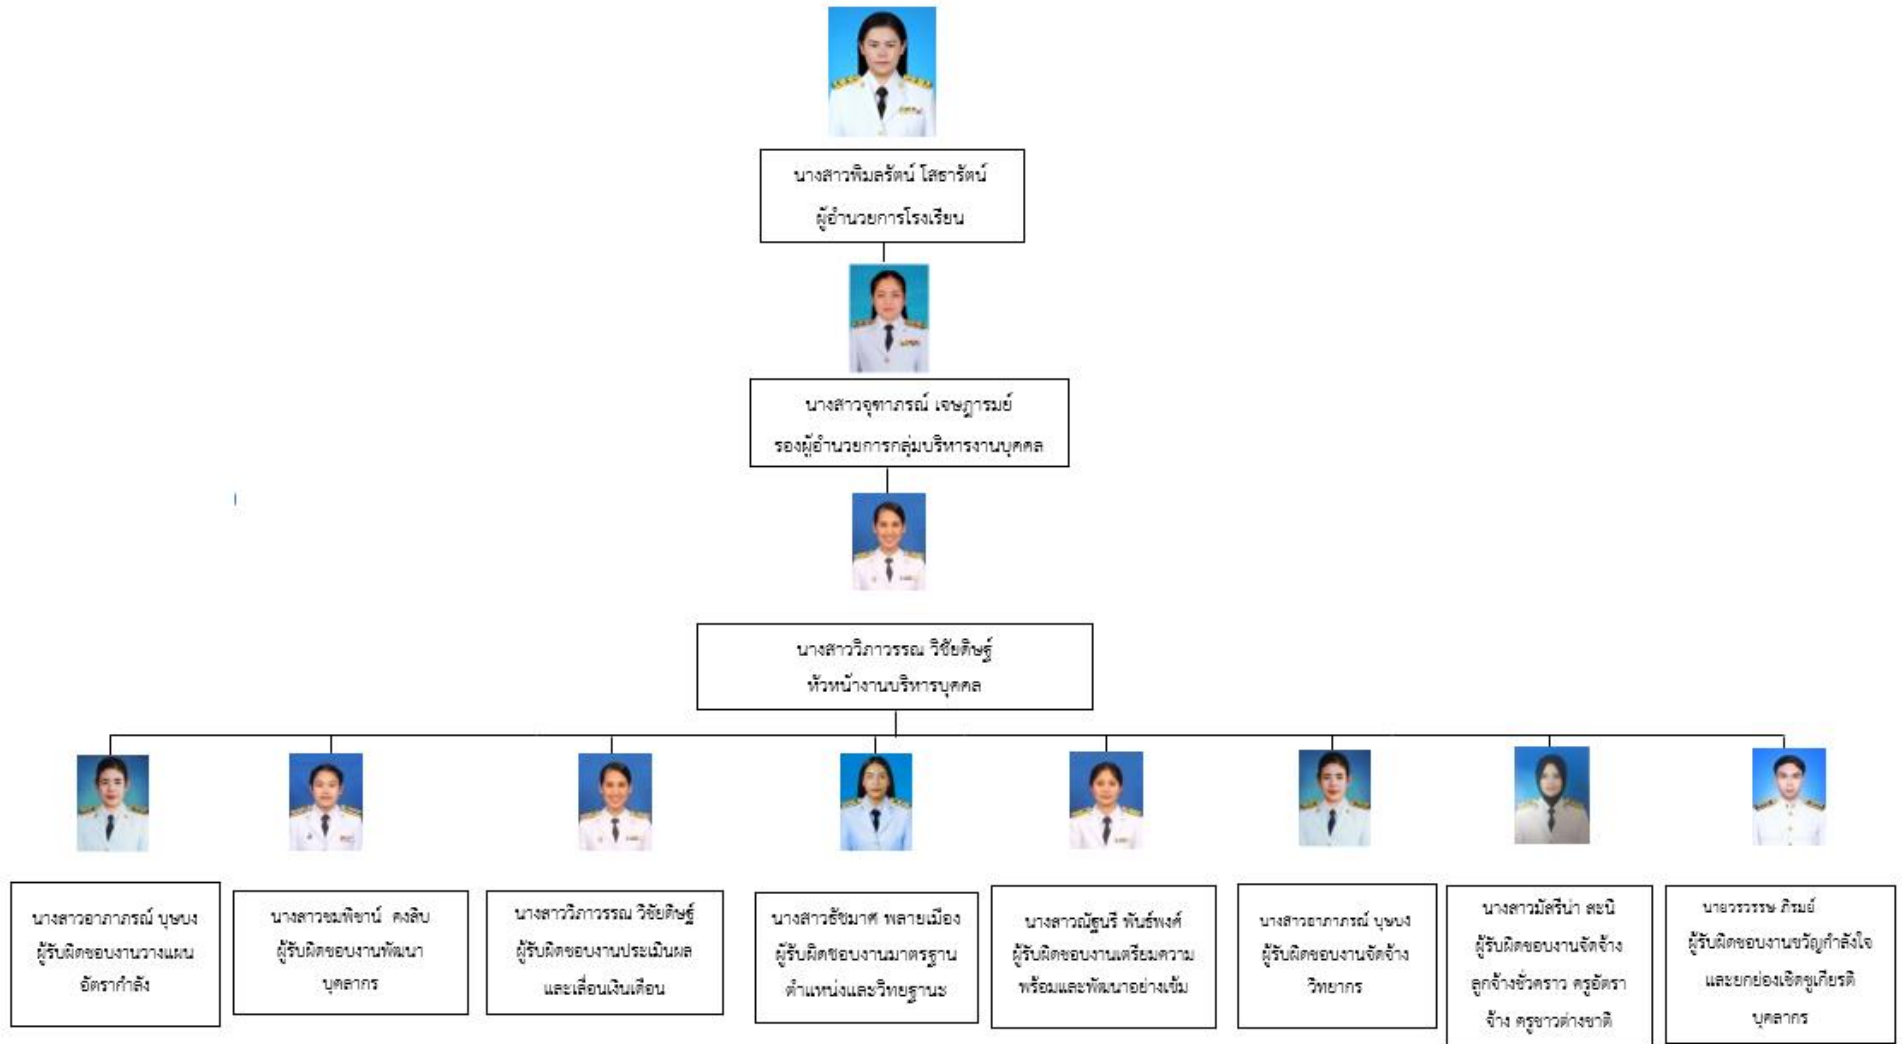 นางสาวพิมลรัตน์ โสธารัตน์
ผู้อำนวยการโรงเรียน
นางสาวจุฑาภรณ์ เจษฎารมย์
รองผู้อำนวยการกลุ่มบริหารงานบุคคล
นางสาววิภาวรรณ วิชัยดิษฐ์
หัวหน้างานบริหารบุคคล
นางสาวอาภาภรณ์ บุษบง
ผู้รับผิดชอบงานวางแผน
อัตรากำลัง
นางสาวชมพิชาน์ คงสิบ
ผู้รับผิดชอบงานพัฒนา
บุคลากร
นางสาววิภาวรรณ วิชัยดิษฐ์
ผู้รับผิดชอบงานประเมินผล
และเลื่อนเงินเดือน
นางสาวธัชมาศ พลายเมือง
ผู้รับผิดชอบงานมาตรฐาน
ตำแหน่งและวิทยฐานะ
นางสาวณัฐนรี พันธ์พงศ์
ผู้รับผิดชอบงานเตรียมความ
พร้อมและพัฒนาอย่างเข้ม
นางสาวอาภาภรณ์ บุษบง
ผู้รับผิดชอบงานจัดจ้าง
วิทยากร
นางสาวมัสรีน่า สะนิ
ผู้รับผิดชอบงานจัดจ้าง
ลูกจ้างชั่วคราว ครูอัตรา
จ้าง ครูชาวต่างชาติ
นายวรวรรษ ภิรมย์
ผู้รับผิดชอบงานขวัญกำลังใจ
และยกย่องเชิดชูเกียรติ
บุคลากร